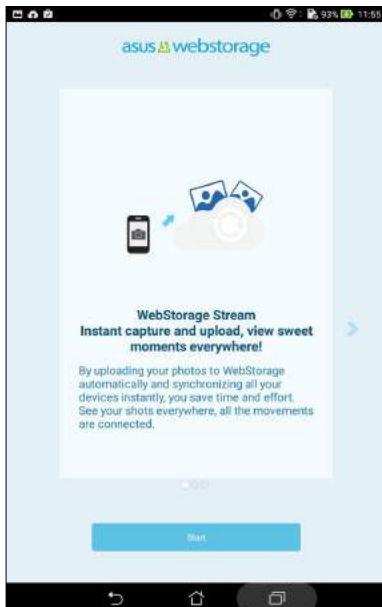 93% 11:55
asus webstorage
WebStorage Stream
Instant capture and upload, view sweet
moments everywhere!
By uploading your photos to WebStorage
automatically and synchronizing all your
devices instantly, you save time and effort.
See your shots everywhere, all the movements
are connected.
Start